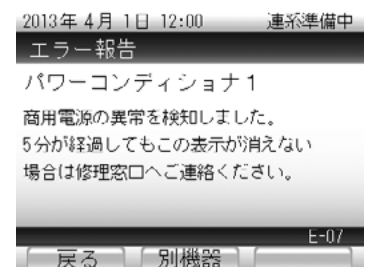 2013年 4月 1日 12:00 連系準備中
エラー報告
パワーコンディショナ1
商用電源の異常を検知しました。
5分が経過してもこの表示が消えない
場合は修理窓口へご連絡ください。
E-07
戻る 別機器